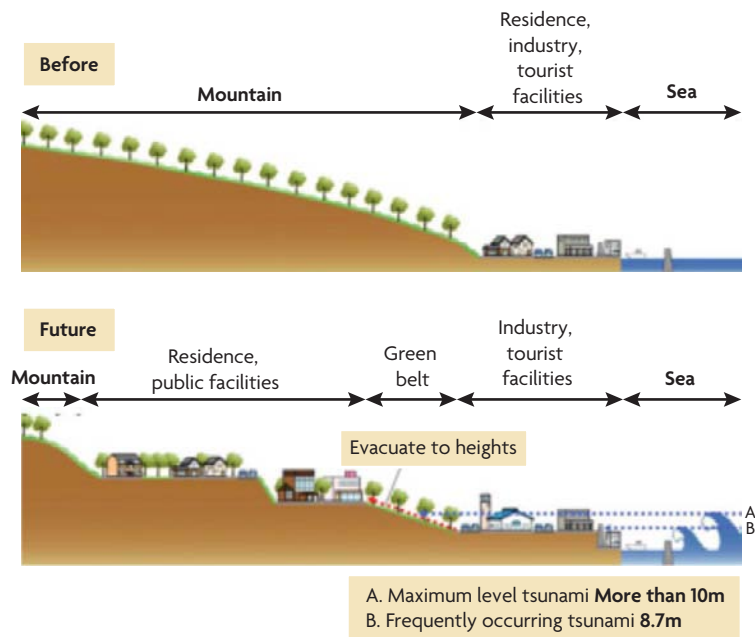 Before
Mountain
Residence,
industry,
tourist
facilities
Sea
Future
Mountain
Residence,
public facilities
Green
belt
Industry,
tourist
facilities
Sea
Evacuate to heights
A
B
A. Maximum level tsunami More than 10m
B. Frequently occurring tsunami 8.7m